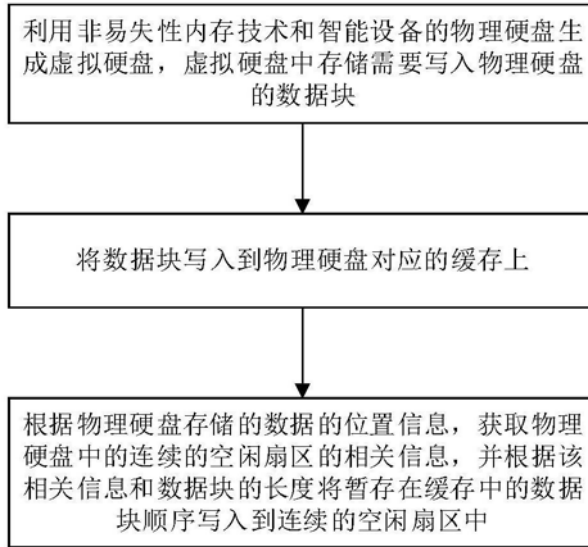 利用非易失性内存技术和智能设备的物理硬盘生
成虚拟硬盘，虚拟硬盘中存储需要写入物理硬盘
的数据块
将数据块写入到物理硬盘对应的缓存上
根据物理硬盘存储的数据的位置信息，获取物理
硬盘中的连续的空闲扇区的相关信息，并根据该
相关信息和数据块的长度将暂存在缓存中的数据
块顺序写入到连续的空闲扇区中